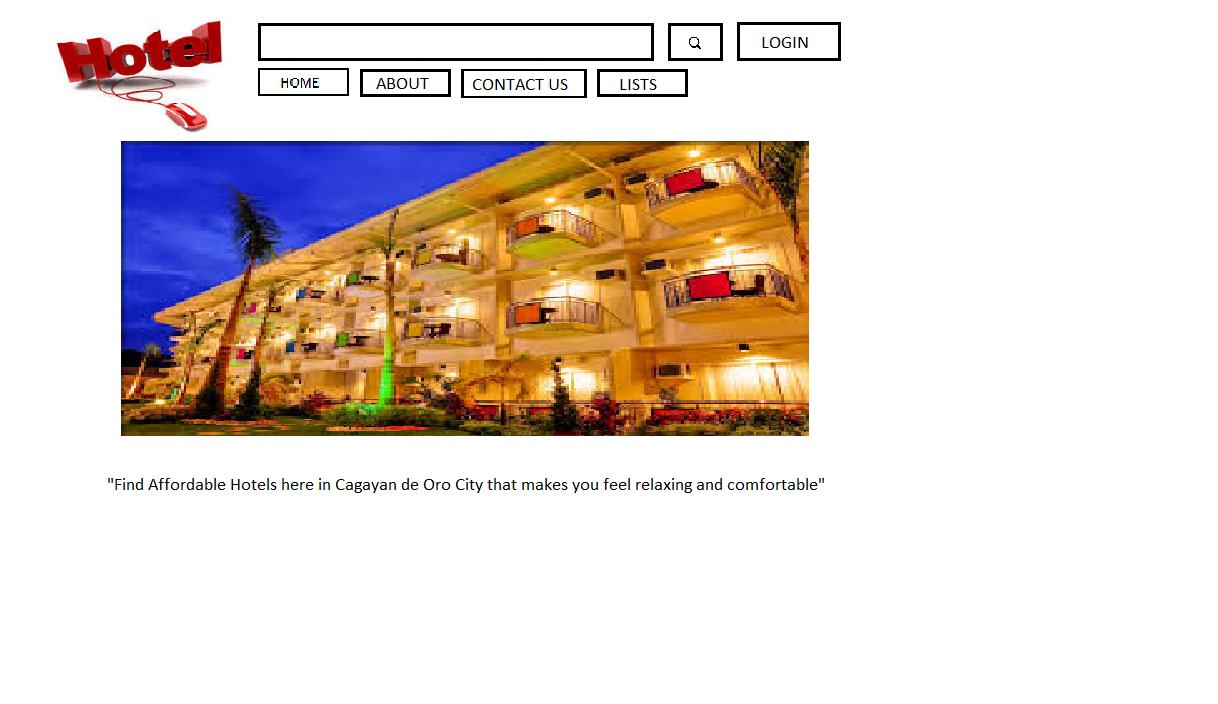 Hotel
LOGIN
HOME
ABOUT
CONTACT US
LISTS
"Find Affordable Hotels here in Cagayan de Oro City that makes you feel relaxing and comfortable"